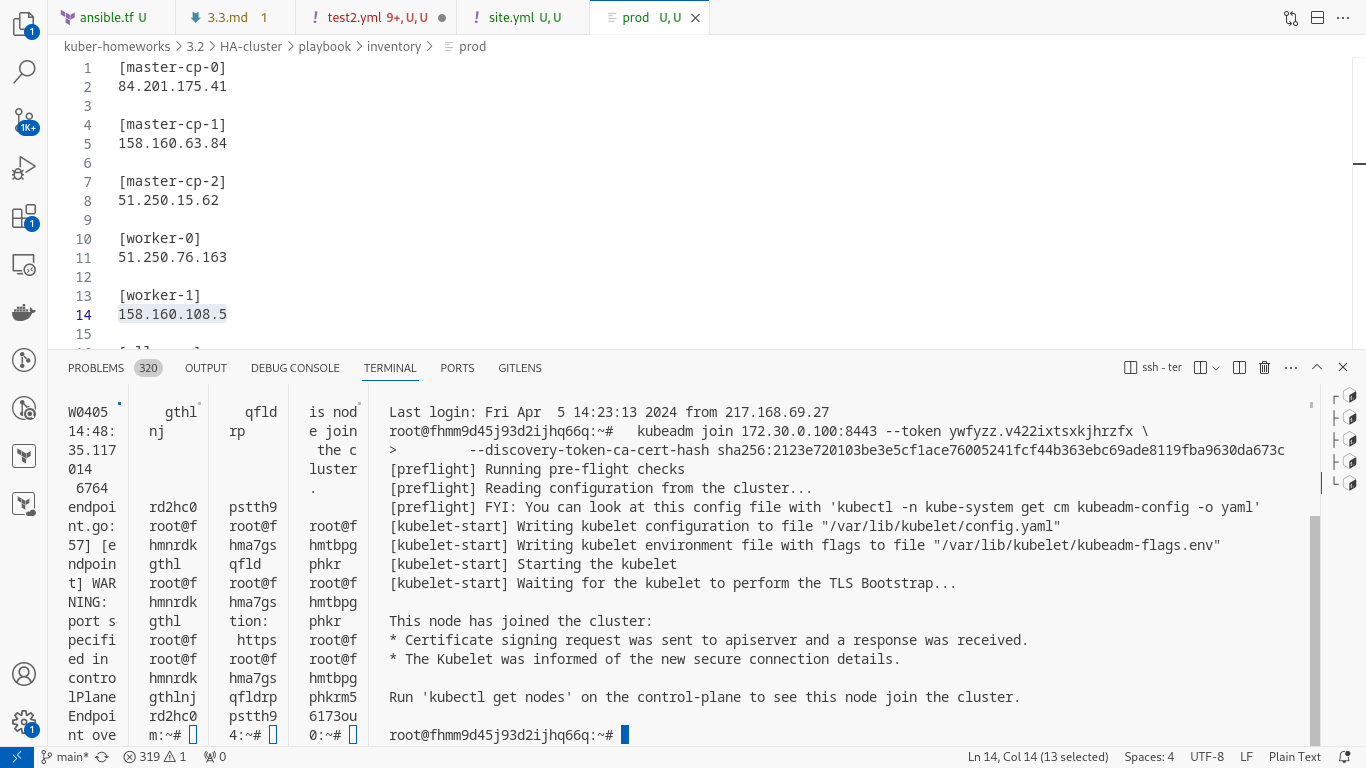 ansible.tf U
3.3.md 1
test2.yml 9+, U, U
site.yml U, U
prod U, U
1
kuber-homeworks > 3.2 > HA-cluster > playbook > inventory > prod
1 [master-cp-0]
2 84.201.175.41
3
4 [master-cp-1]
5 158.160.63.84
6
7 [master-cp-2]
8 51.250.15.62
9
10 [worker-0]
11 51.250.76.163
12
13 [worker-1]
14 158.160.108.5
15
1K+
1
1
PROBLEMS 320 OUTPUT DEBUG CONSOLE TERMINAL PORTS GITLENS
ssh - ter
W0405
14:48:
35.117
014
6764
endpoi
nt.go:
57] [e
ndpoin
t] WAR
NING:
port s
pecifi
ed in
contro
lPlane
Endpoi
nt ove
gthl
nj
rd2hc0
root@f
hmnrdk
gthl
root@f
hmnrdk
gthl
root@f
root@f
hmnrdk
gthlnj
rd2hc0
m:~#
qfld
rp
pstth9
root@f
hma7gs
qfld
root@f
hma7gs
tion:
https
root@f
hma7gs
qfldrp
pstth9
4:~#
is nod
e join
the c
luster
.
root@f
hmtbpg
phkr
root@f
hmtbpg
phkr
root@f
root@f
hmtbpg
phkrm5
6173ou
0:~#
Last login: Fri Apr  5 14:23:13 2024 from 217.168.69.27
root@fhmm9d45j93d2ijhq66q:~#   kubeadm join 172.30.0.100:8443 --token ywfyzz.v422ixtsxkjhrzfx \
>         --discovery-token-ca-cert-hash sha256:2123e720103be3e5cf1ace76005241fcf44b363ebc69ade8119fba9630da673c
[preflight] Running pre-flight checks
[preflight] Reading configuration from the cluster...
[preflight] FYI: You can look at this config file with 'kubectl -n kube-system get cm kubeadm-config -o yaml'
[kubelet-start] Writing kubelet configuration to file "/var/lib/kubelet/config.yaml"
[kubelet-start] Writing kubelet environment file with flags to file "/var/lib/kubelet/kubeadm-flags.env"
[kubelet-start] Starting the kubelet
[kubelet-start] Waiting for the kubelet to perform the TLS Bootstrap...
This node has joined the cluster:
* Certificate signing request was sent to apiserver and a response was received.
* The Kubelet was informed of the new secure connection details.
Run 'kubectl get nodes' on the control-plane to see this node join the cluster.
root@fhmm9d45j93d2ijhq66q:~#
main* 319 1 0 Ln 14, Col 14 (13 selected) Spaces: 4 UTF-8 LF Plain Text